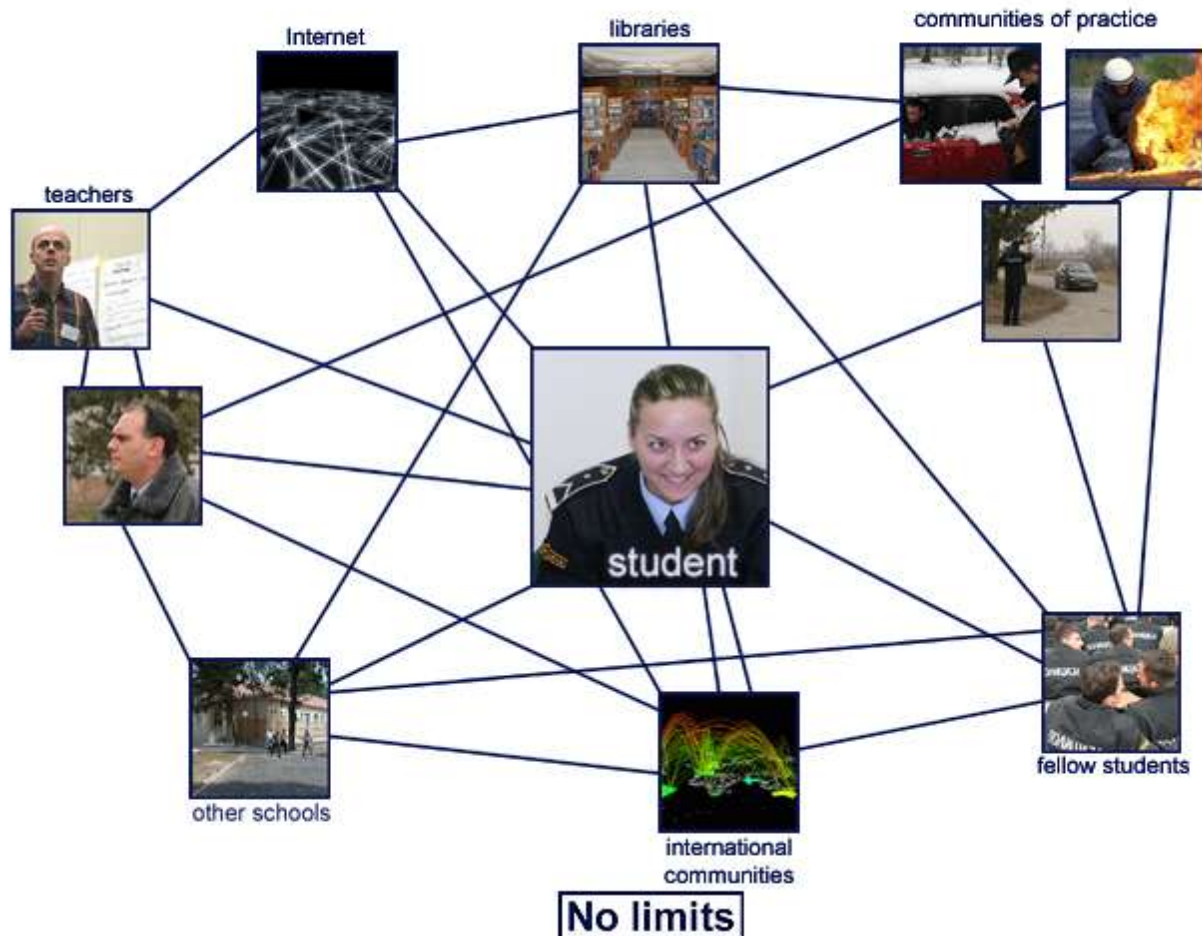 communities of practice
Internet
libraries
teachers
student
other schools
fellow students
international
communities
No limits